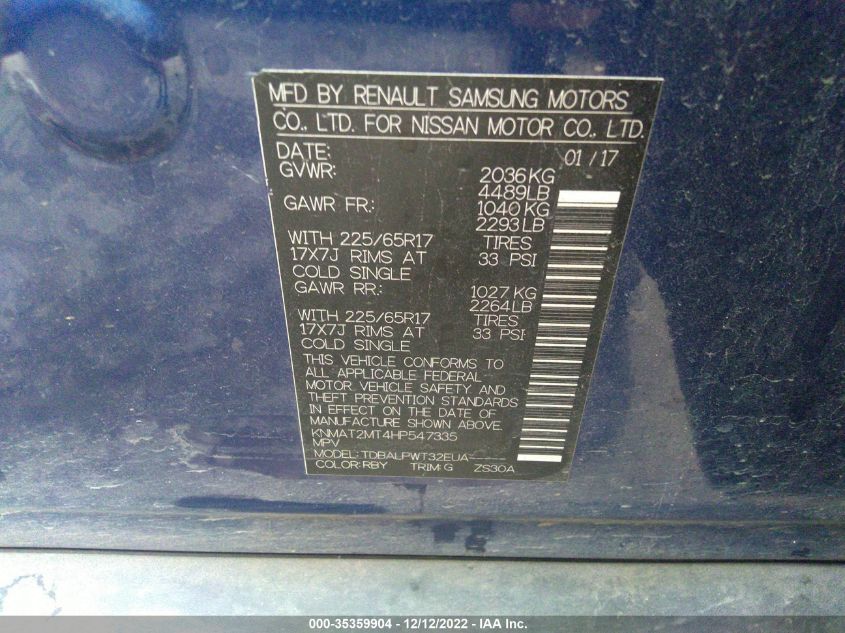 MFD BY RENAULT SAMSUNG MOTORS
CO., LTD. FOR NISSAN MOTOR CO., LTD.
DATE: 01/17
GVWR: 2036KG
4489LB
GAWR FR.: 1040KG
2293LB
WITH 225/65R17 TIRES
17X7J RIMS AT 33 PSI
COLD SINGLE
GAWR RR.: 1027KG
2264LB
WITH 225/65R17 TIRES
17X7J RIMS AT 33 PSI
COLD SINGLE
THIS VEHICLE CONFORMS TO
ALL APPLICABLE FEDERAL
MOTOR VEHICLE SAFETY AND
THEFT PREVENTION STANDARDS
IN EFFECT ON THE DATE OF
MANUFACTURE SHOWN ABOVE.
KNMAT2MT4HP547335
MPV
MODEL: TDBALPWT32EUA-----
COLOR:RBY TRIM:G ZS30A
000-35359904 - 12/12/2022 - IAA Inc.